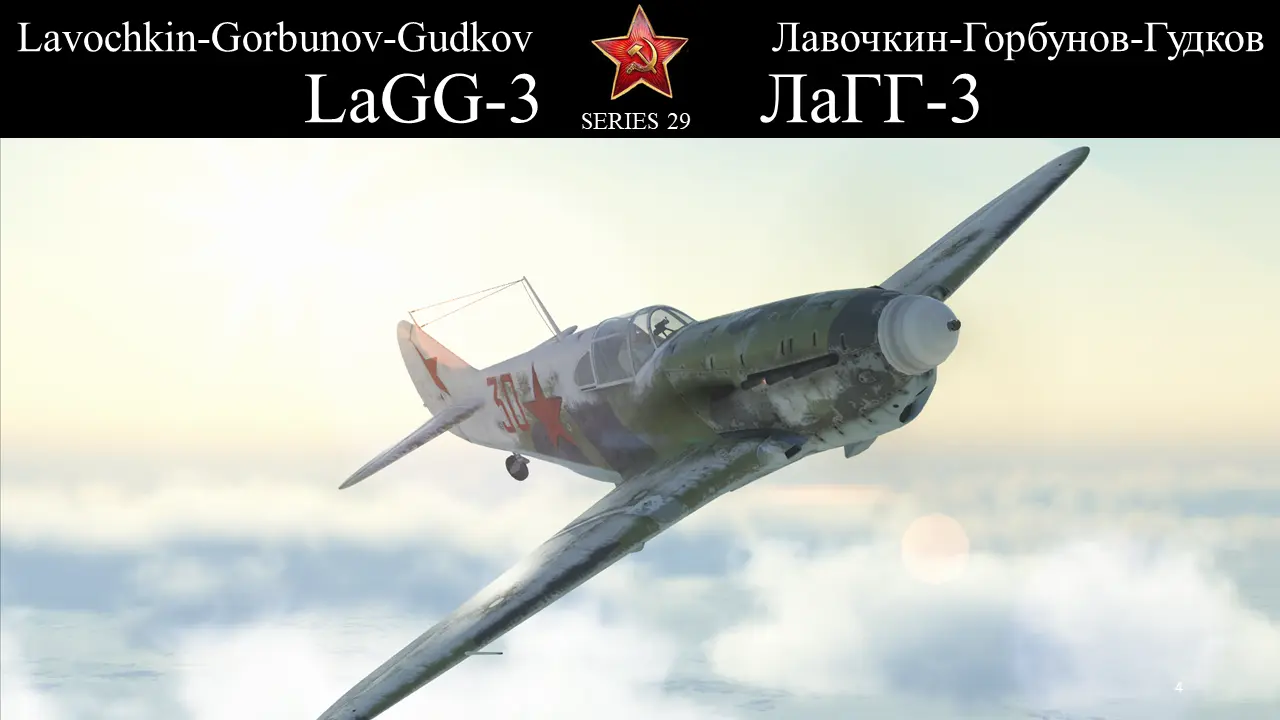 Lavochkin-Gorbunov-Gudkov
LaGG-3
SERIES 29
Лавочкин-Горбунов-Гудков
ЛаГГ-3
30
4